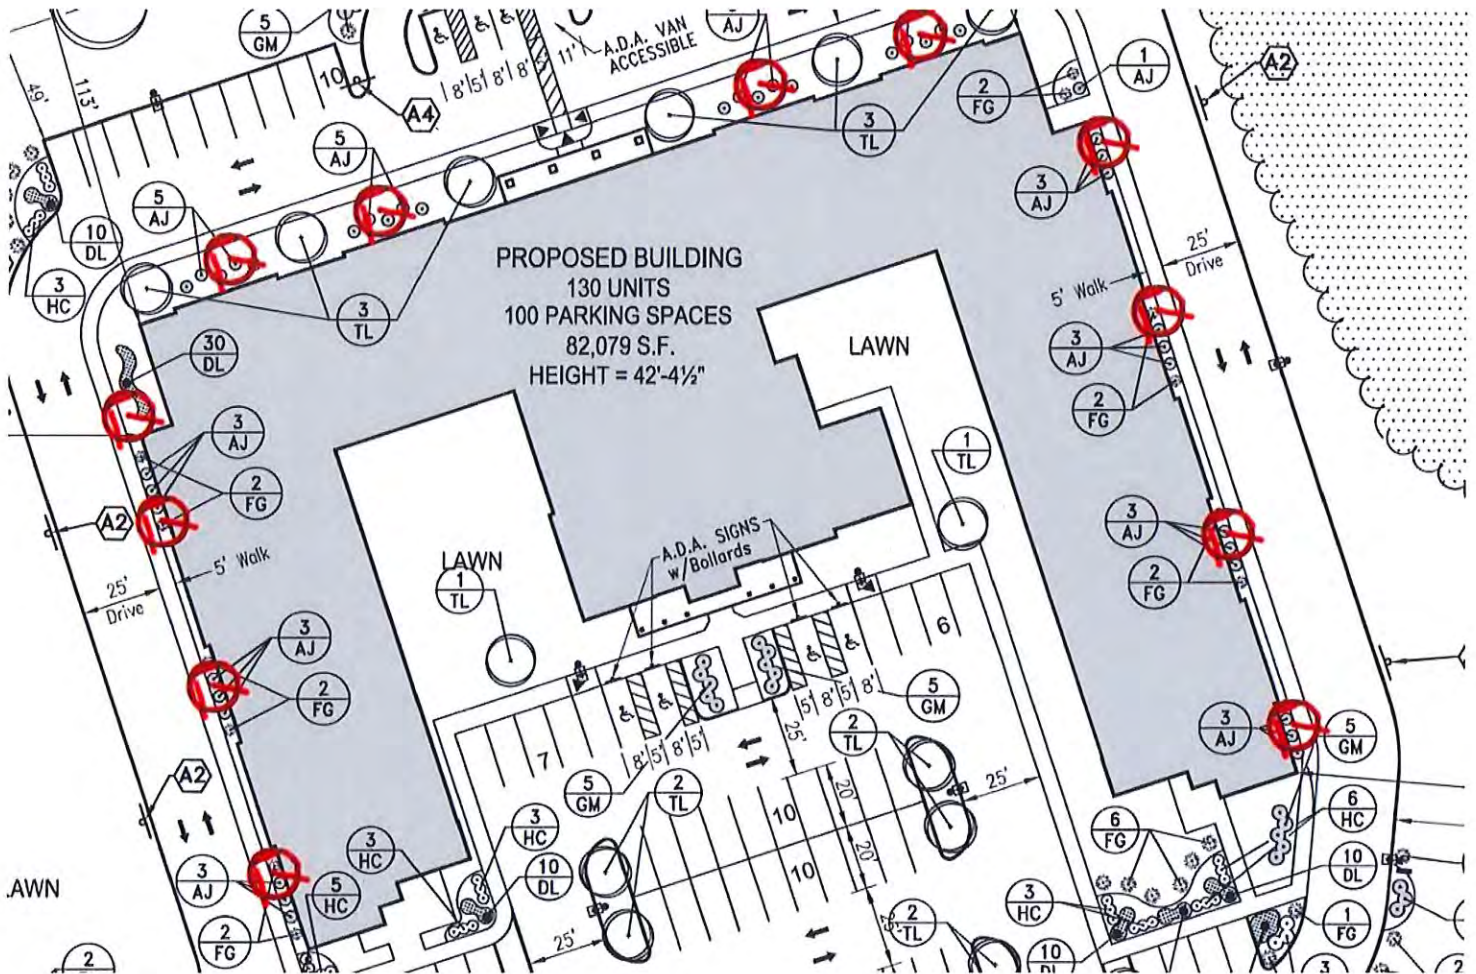 5
GM
A.D.A. VAN
ACCESSIBLE
11'
AJ
10
8' 5' 8' 8'
A4
49'
113'
1
AJ
A2
2
FG
3
TL
5
AJ
5
AJ
3
AJ
10
DL
3
HC
3
TL
PROPOSED BUILDING
130 UNITS
100 PARKING SPACES
82,079 S.F.
HEIGHT = 42'-4½"
25'
Drive
5' Walk
LAWN
30
DL
3
AJ
2
FG
3
AJ
2
FG
1
TL
A2
5' Walk
25'
Drive
LAWN
1
TL
A.D.A. SIGNS
w/Bollards
3
AJ
2
FG
6
3
AJ
2
FG
5' 8' 5' 8'
5
GM
25'
2
TL
3
AJ
5
GM
7
8' 5' 8' 5'
5
GM
2
TL
A2
25'
20'
10
20'
10
3
HC
3
HC
10
DL
6
FG
6
HC
10
DL
3
HC
LAWN
3
AJ
5
HC
2
FG
2
25'
2
TL
25'
10
DL
1
FG
3
2